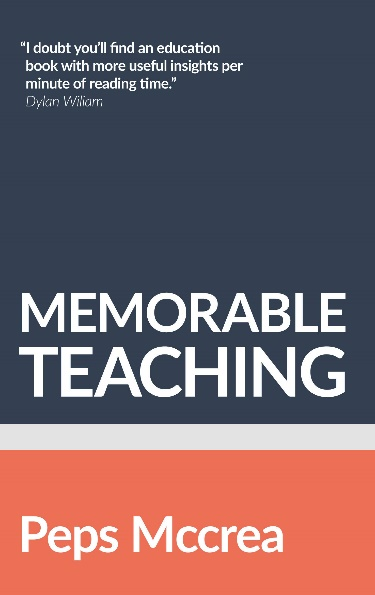 “I doubt you’ll find an education
book with more useful insights per
minute of reading time.”
Dylan Wiliam
MEMORABLE
TEACHING
Peps Mccrea